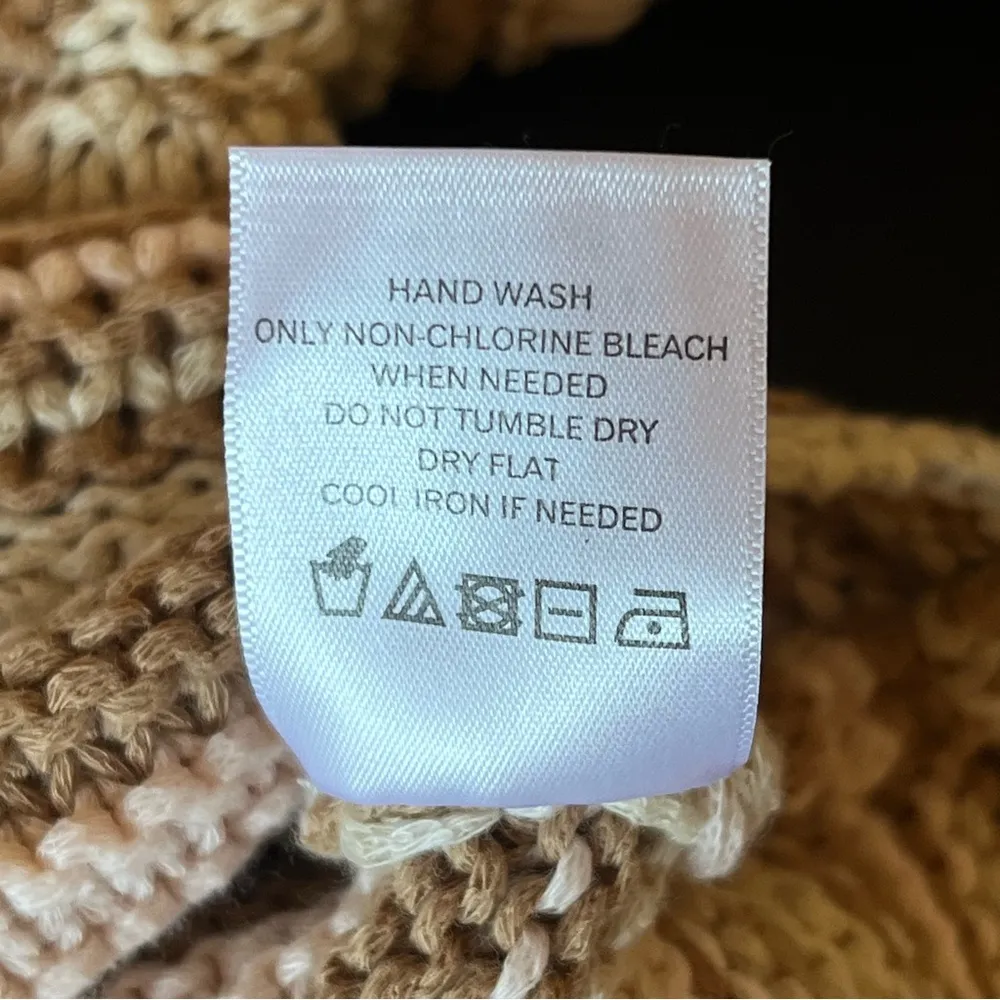 HAND WASH
ONLY NON-CHLORINE BLEACH
WHEN NEEDED
DO NOT TUMBLE DRY
DRY FLAT
COOL IRON IF NEEDED